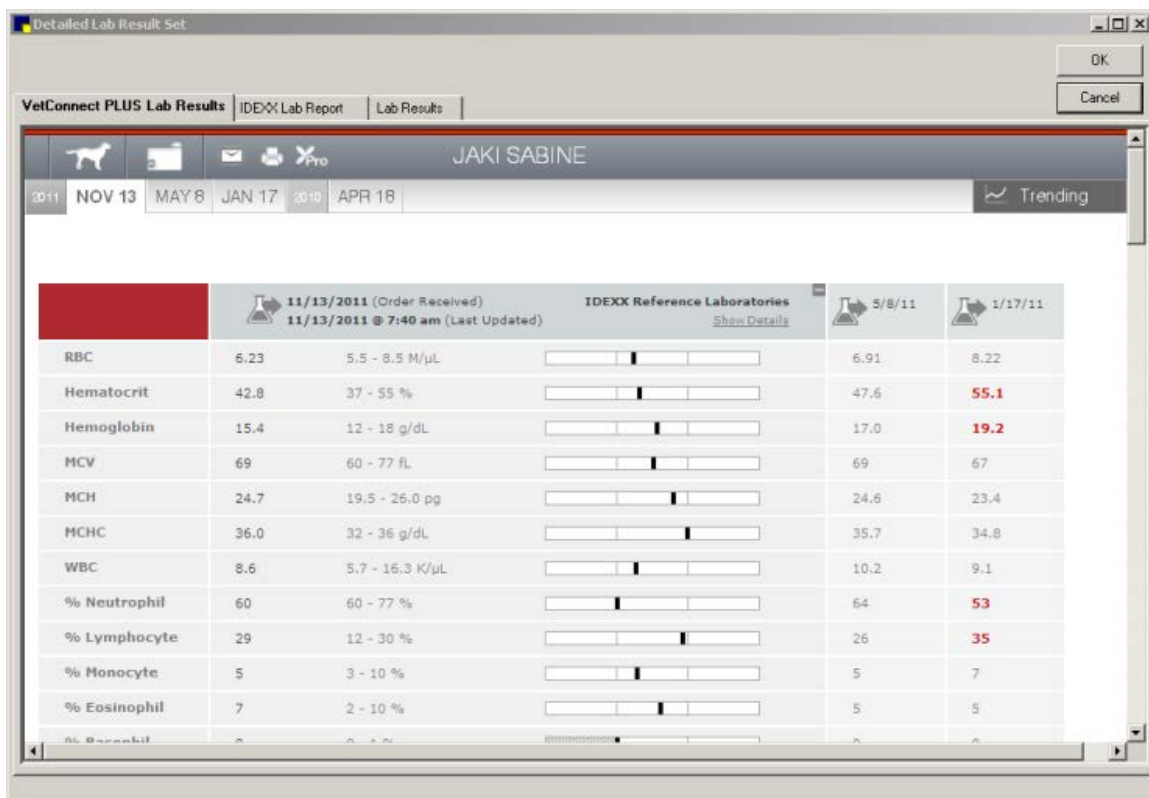 Detailed Lab Result Set
OK
Cancel
VetConnect PLUS Lab Results IDEXX Lab Report Lab Results
Pro JAKI SABINE
2011 NOV 13 MAY 8 JAN 17 2010 APR 18 Trending
11/13/2011 (Order Received) IDEXX Reference Laboratories 5/8/11 1/17/11
11/13/2011 @ 7:40 am (Last Updated) Show Details
RBC 6.23 5.5 - 8.5 M/µL 6.91 8.22
Hematocrit 42.8 37 - 55 % 47.6 55.1
Hemoglobin 15.4 12 - 18 g/dL 17.0 19.2
MCV 69 60 - 77 fL 69 67
MCH 24.7 19.5 - 26.0 pg 24.6 23.4
MCHC 36.0 32 - 36 g/dL 35.7 34.8
WBC 8.6 5.7 - 16.3 K/µL 10.2 9.1
% Neutrophil 60 60 - 77 % 64 53
% Lymphocyte 29 12 - 30 % 26 35
% Monocyte 5 3 - 10 % 5 7
% Eosinophil 7 2 - 10 % 5 5
% Basophil